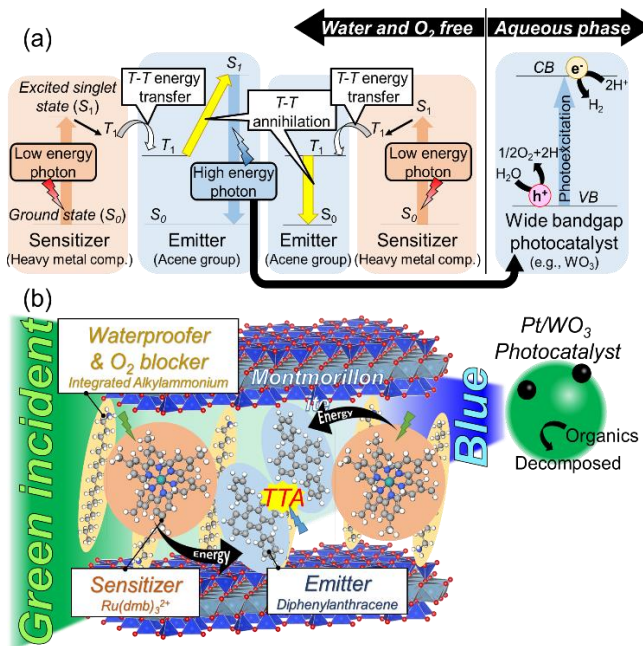 Water and O2 free
Aqueous phase
(a)
S1
T-T energy
transfer
T-T energy
transfer
CB
e-
2H+
H2
Excited singlet
state (S1)
T1
T1
T-T
annihilation
T1
T1
S1
Low energy
photon
High energy
photon
Low energy
photon
Photoexcitation
1/2O2+2H
H2O
h+
VB
Ground state (S0)
S0
S0
S0
Sensitizer
(Heavy metal comp.)
Emitter
(Acene group)
Emitter
(Acene group)
Sensitizer
(Heavy metal comp.)
Wide bandgap
photocatalyst
(e.g., WO3)
(b)
Waterproofer
& O2 blocker
Integrated Alkylammonium
Montmorillon
ite
Energy
Pt/WO3
Photocatalyst
Green incident
Blue
Organics
Decomposed
TTA
Energy
Sensitizer
Ru(dmb)32+
Emitter
Diphenylanthracene